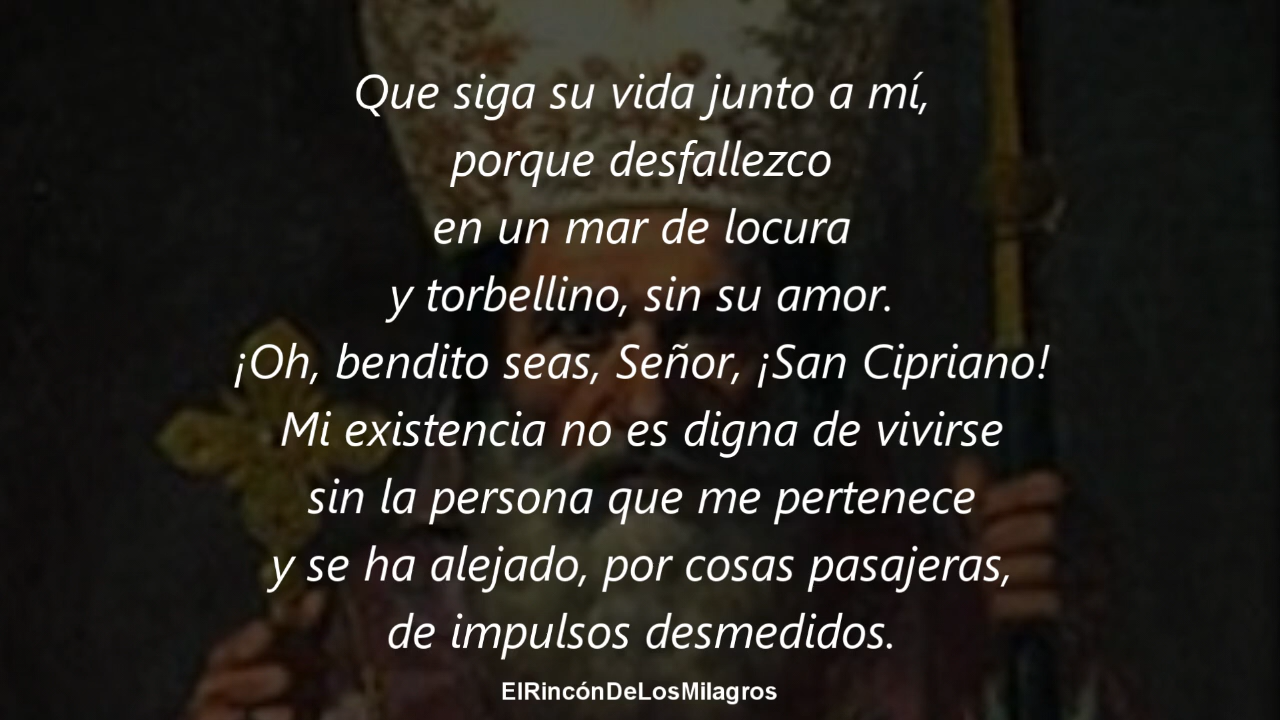 Que siga su vida junto a mí,
porque desfallezco
en un mar de locura
y torbellino, sin su amor.
¡Oh, bendito seas, Señor, ¡San Cipriano!
Mi existencia no es digna de vivirse
sin la persona que me pertenece
y se ha alejado, por cosas pasajeras,
de impulsos desmedidos.
ElRincónDeLosMilagros